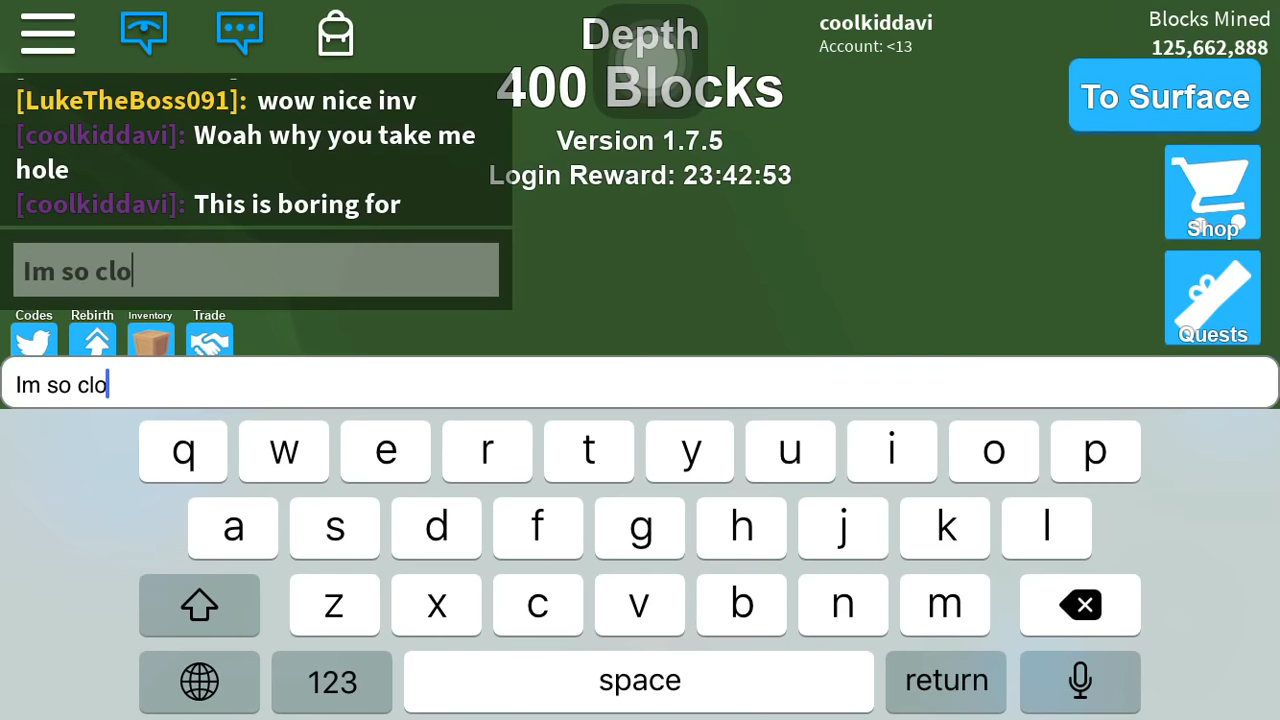 Depth
400 Blocks
Version 1.7.5
Login Reward: 23:42:53
coolkiddavi
Account: <13
Blocks Mined
125,662,888
To Surface
Shop
Quests
[LukeTheBoss091]: wow nice inv
[coolkiddavi]: Woah why you take me
hole
[coolkiddavi]: This is boring for
Im so clo
Codes Rebirth Inventory Trade
Im so clo
q w e r t y u i o p
a s d f g h j k l
z x c v b n m
123 space return